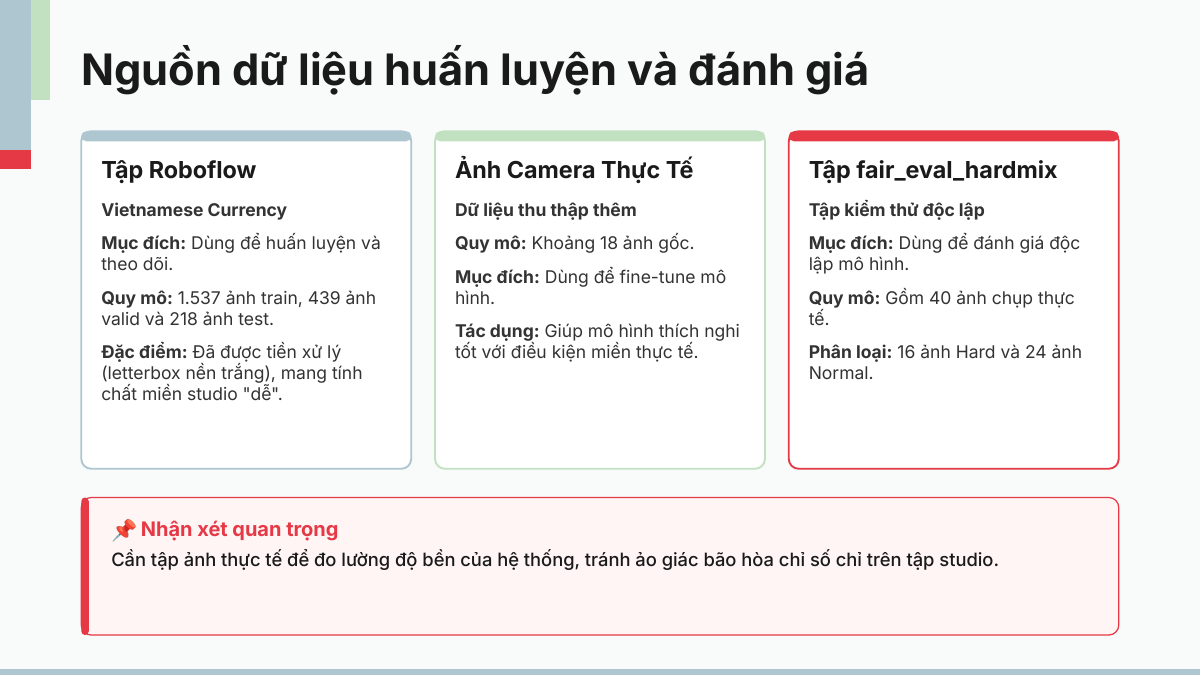 Nguồn dữ liệu huấn luyện và đánh giá
Tập Roboflow
Vietnamese Currency
Mục đích: Dùng để huấn luyện và
theo dõi.
Quy mô: 1.537 ảnh train, 439 ảnh
valid và 218 ảnh test.
Đặc điểm: Đã được tiền xử lý
(letterbox nền trắng), mang tính
chất miền studio "dễ".
Ảnh Camera Thực Tế
Dữ liệu thu thập thêm
Quy mô: Khoảng 18 ảnh gốc.
Mục đích: Dùng để fine-tune mô
hình.
Tác dụng: Giúp mô hình thích nghi
tốt với điều kiện miền thực tế.
Tập fair_eval_hardmix
Tập kiểm thử độc lập
Mục đích: Dùng để đánh giá độc
lập mô hình.
Quy mô: Gồm 40 ảnh chụp thực
tế.
Phân loại: 16 ảnh Hard và 24 ảnh
Normal.
📌 Nhận xét quan trọng
Cần tập ảnh thực tế để đo lường độ bền của hệ thống, tránh ảo giác bão hòa chỉ số chỉ trên tập studio.